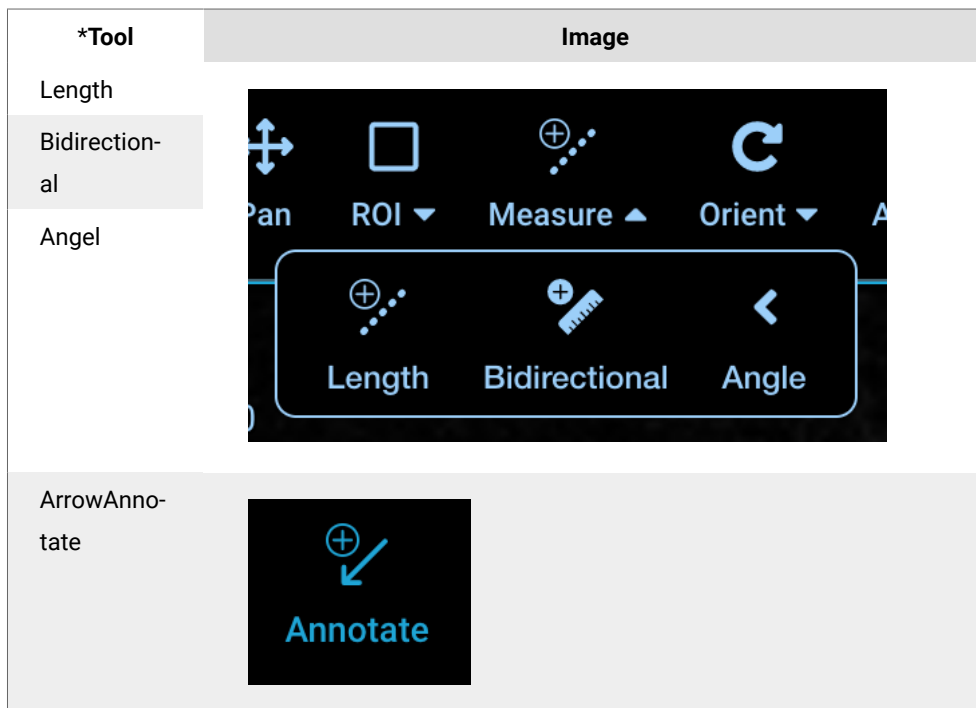 *Tool Image
Length
Bidirection-
al
Angel
Pan ROI Measure Orient A
Length Bidirectional Angle
ArrowAnno-
tate
Annotate